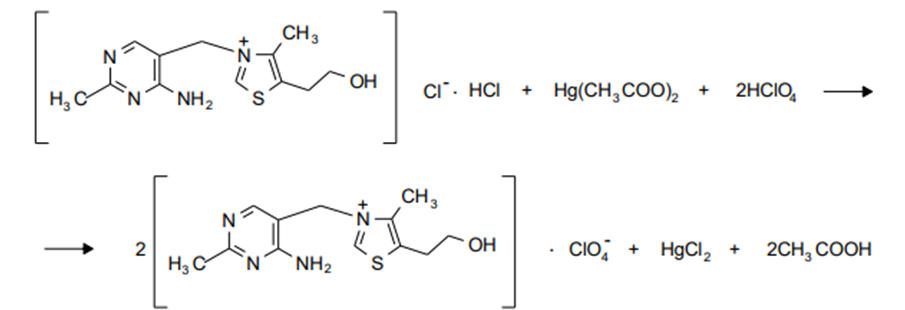 [ H₃C N N NH₂ N⁺ S CH₃ OH ] Cl⁻ · HCl + Hg(CH₃COO)₂ + 2HClO₄ ⟶
⟶ 2 [ H₃C N N NH₂ N⁺ S CH₃ OH ] · ClO₄⁻ + HgCl₂ + 2CH₃COOH